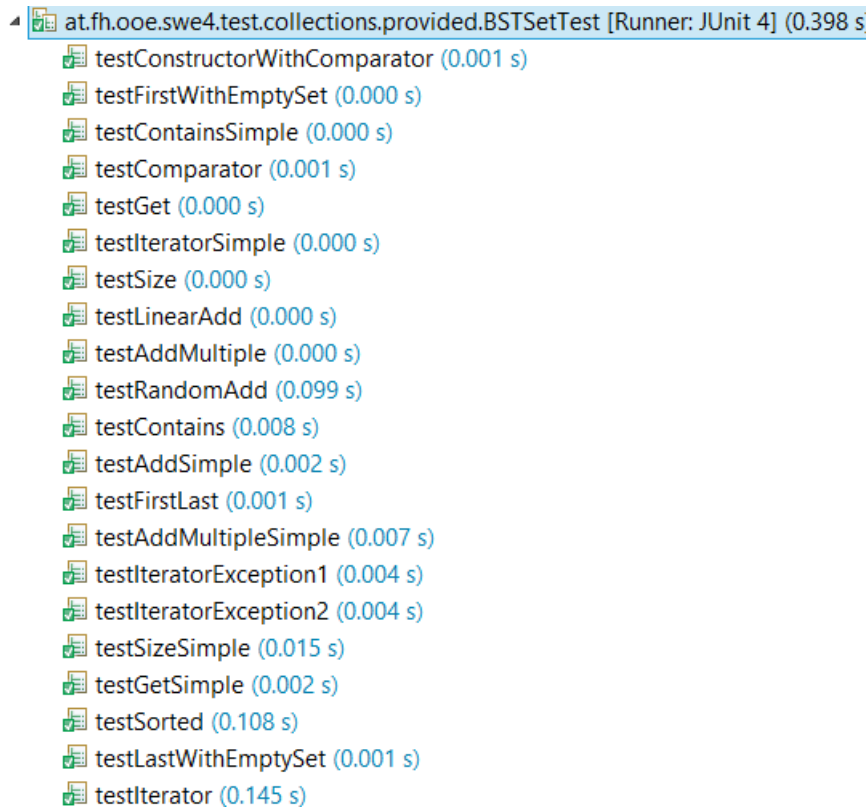 at.fh.ooe.swe4.test.collections.provided.BSTSetTest [Runner: JUnit 4] (0.398 s)
testConstructorWithComparator (0.001 s)
testFirstWithEmptySet (0.000 s)
testContainsSimple (0.000 s)
testComparator (0.001 s)
testGet (0.000 s)
testIteratorSimple (0.000 s)
testSize (0.000 s)
testLinearAdd (0.000 s)
testAddMultiple (0.000 s)
testRandomAdd (0.099 s)
testContains (0.008 s)
testAddSimple (0.002 s)
testFirstLast (0.001 s)
testAddMultipleSimple (0.007 s)
testIteratorException1 (0.004 s)
testIteratorException2 (0.004 s)
testSizeSimple (0.015 s)
testGetSimple (0.002 s)
testSorted (0.108 s)
testLastWithEmptySet (0.001 s)
testIterator (0.145 s)